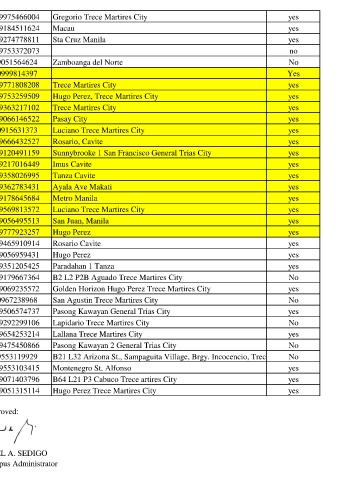 9975466004 Gregorio Trece Martires City yes
9184511624 Macau yes
9274778811 Sta Cruz Manila yes
9753372073 no
9051564624 Zamboanga del Norte No
0999814397 Yes
9771808208 Trece Martires City yes
9753259509 Hugo Perez, Trece Martires City yes
9363217102 Trece Martires City yes
9066146522 Pasay City yes
0915631373 Luciano Trece Martires City yes
9666432527 Rosario, Cavite yes
9120491159 Sunnybrooke 1 San Francisco General Trias City yes
9217016449 Imus Cavite yes
9358026995 Tanza Cavite yes
9362783431 Ayala Ave Makati yes
9178645684 Metro Manila yes
9569813572 Luciano Trece Martires City yes
9056495513 San Juan, Manila yes
9777923257 Hugo Perez yes
9465910914 Rosario Cavite yes
9056959431 Hugo Perez yes
9351205425 Paradahan 1 Tanza yes
9179667364 B2 L2 P2B Aguado Trece Martires City No
9069235572 Golden Horizon Hugo Perez Trece Martires City yes
0967238968 San Agustin Trece Martires City No
9506574737 Pasong Kawayan General Trias City yes
9292299106 Lapidario Trece Martires City No
9654253214 Lallana Trece Martires City yes
9475450866 Pasong Kawayan 2 General Trias City No
9553119929 B21 L32 Arizona St., Sampaguita Village, Brgy. Inocencio, Trec No
9553103415 Montenegro St. Alfonso yes
9071403796 B64 L21 P3 Cabuco Trece artires City yes
9051315114 Hugo Perez Trece Martires City yes
roved:
EL A. SEDIGO
pus Administrator